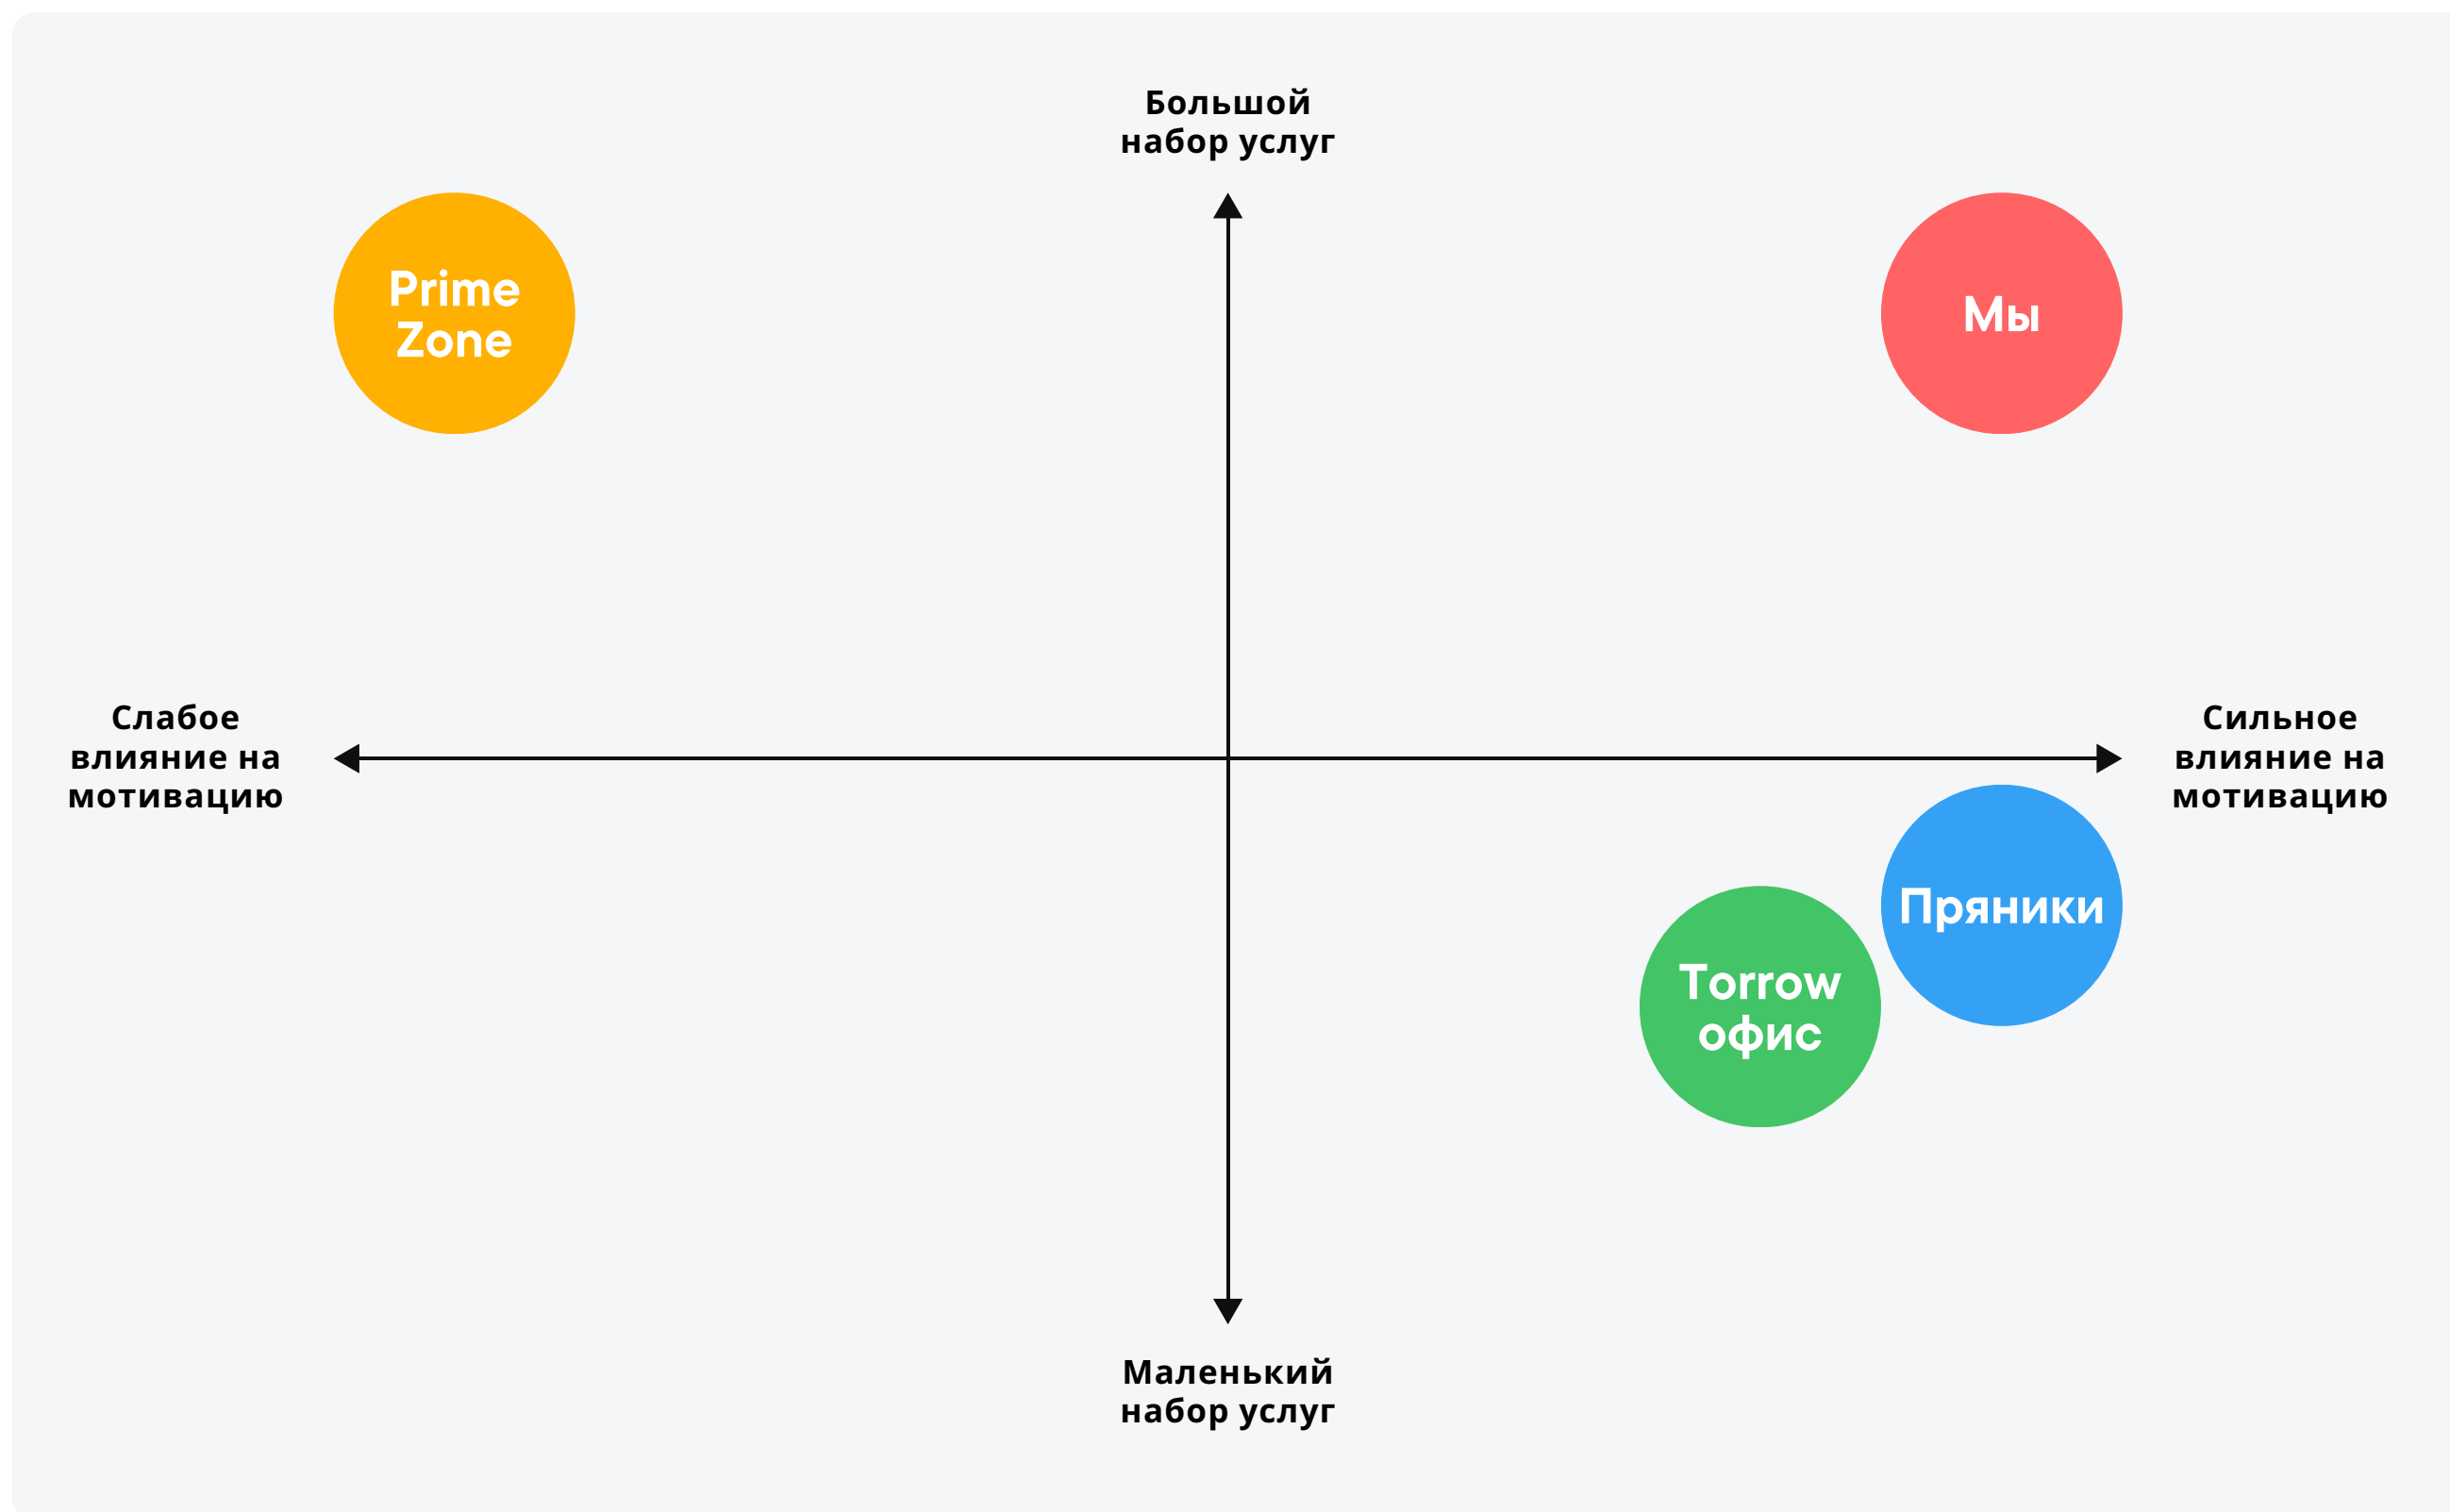 Большой
набор услуг
Prime
Zone
Мы
Слабое
влияние на
мотивацию
Сильное
влияние на
мотивацию
Пряники
Torrow
офис
Маленький
набор услуг